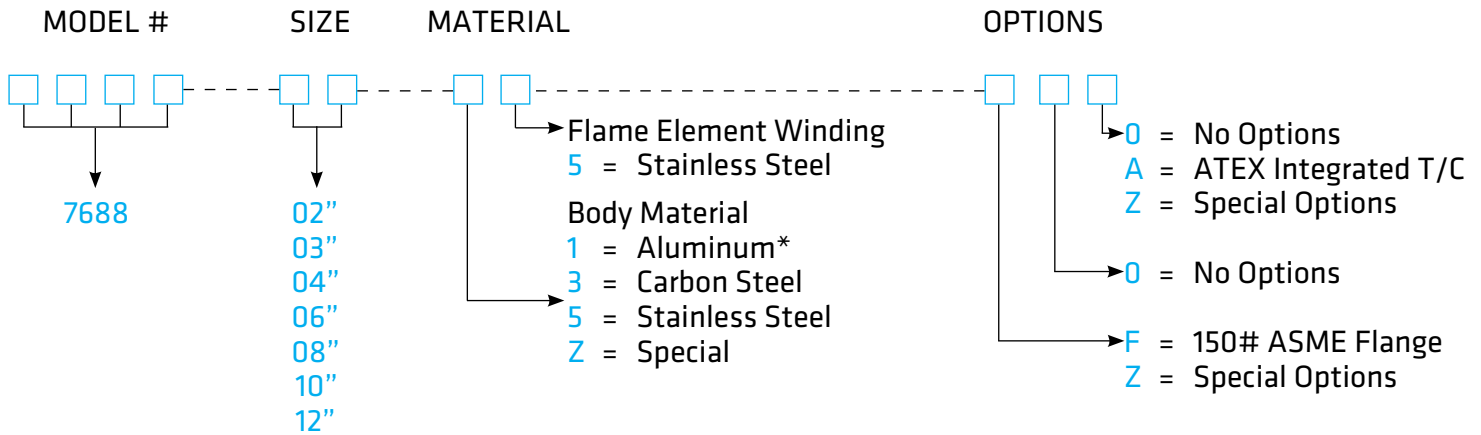 MODEL # SIZE MATERIAL OPTIONS
7688
02”
03”
04”
06”
08”
10”
12”
Flame Element Winding
5 = Stainless Steel
Body Material
1 = Aluminum*
3 = Carbon Steel
5 = Stainless Steel
Z = Special
0 = No Options
A = ATEX Integrated T/C
Z = Special Options
0 = No Options
F = 150# ASME Flange
Z = Special Options